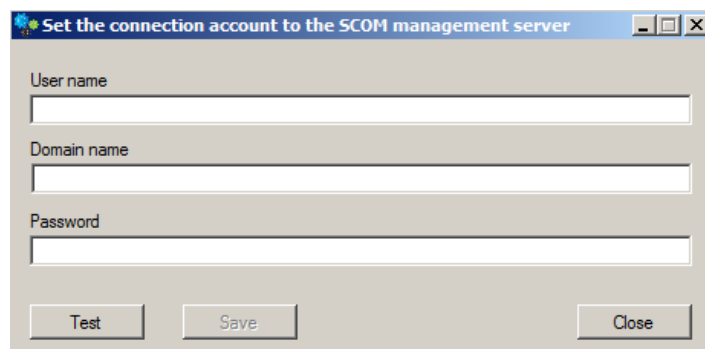 Set the connection account to the SCOM management server
User name
Domain name
Password
Test Save Close